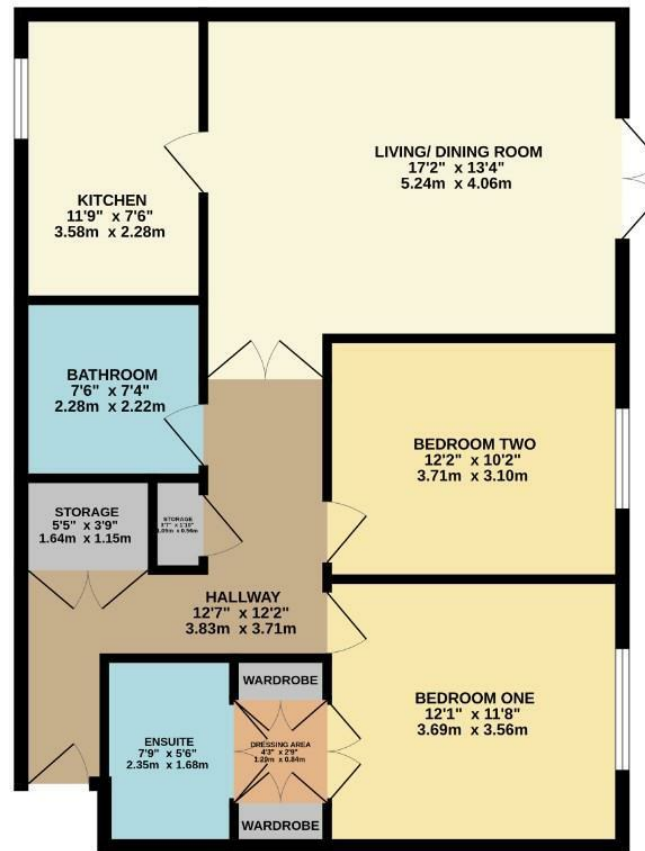 LIVING/ DINING ROOM
17'2" x 13'4"
5.24m x 4.06m
KITCHEN
11'9" x 7'6"
3.58m x 2.28m
BATHROOM
7'6" x 7'4"
2.28m x 2.22m
BEDROOM TWO
12'2" x 10'2"
3.71m x 3.10m
STORAGE
5'5" x 3'9"
1.64m x 1.15m
STORAGE
HALLWAY
12'7" x 12'2"
3.83m x 3.71m
WARDROBE
BEDROOM ONE
12'1" x 11'8"
3.69m x 3.56m
ENSUITE
7'9" x 5'6"
2.35m x 1.68m
DRESSING AREA
4'3" x 2'9"
WARDROBE